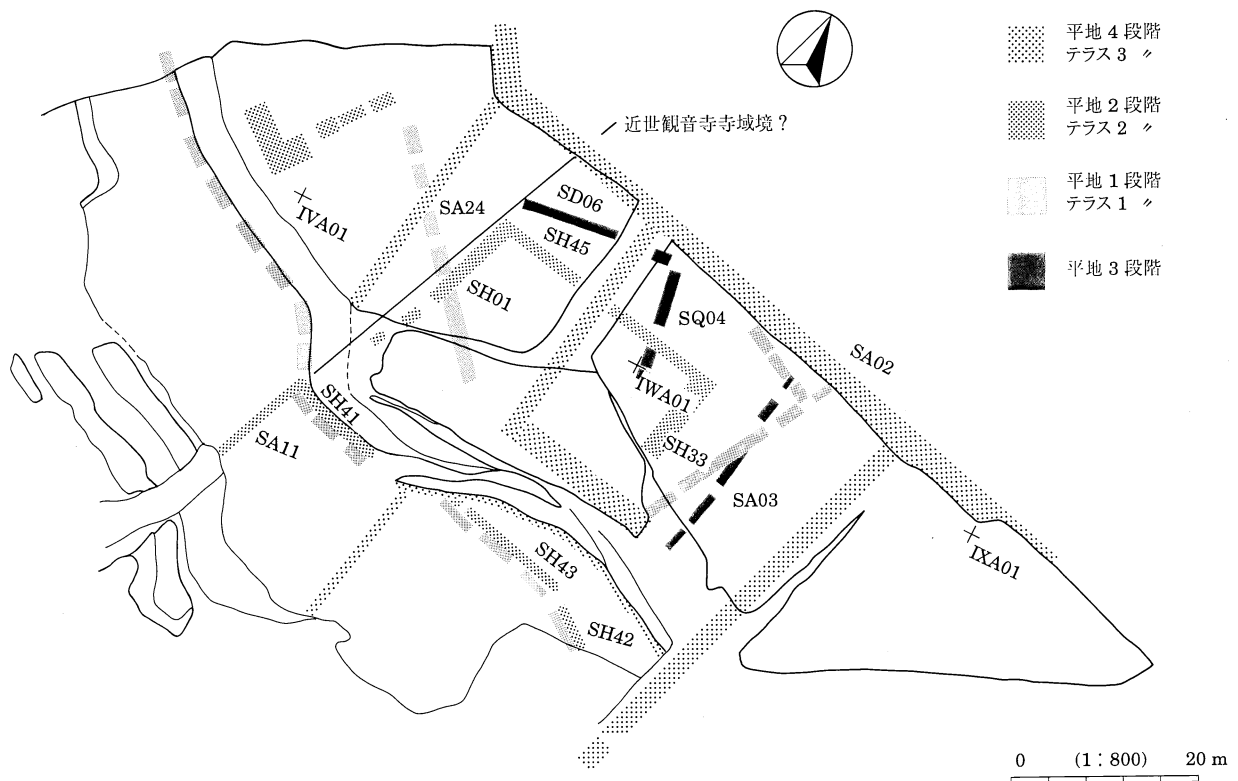 平地 4 段階
テラス 3 〃
平地 2 段階
テラス 2 〃
平地 1 段階
テラス 1 〃
平地 3 段階
近世観音寺寺域境？
SD06
SA24
SH45
IVA01
SH01
SQ04
SA02
IWA01
SH41
SA11
SH33
SA03
IXA01
SH43
SH42
0 (1：800) 20 m